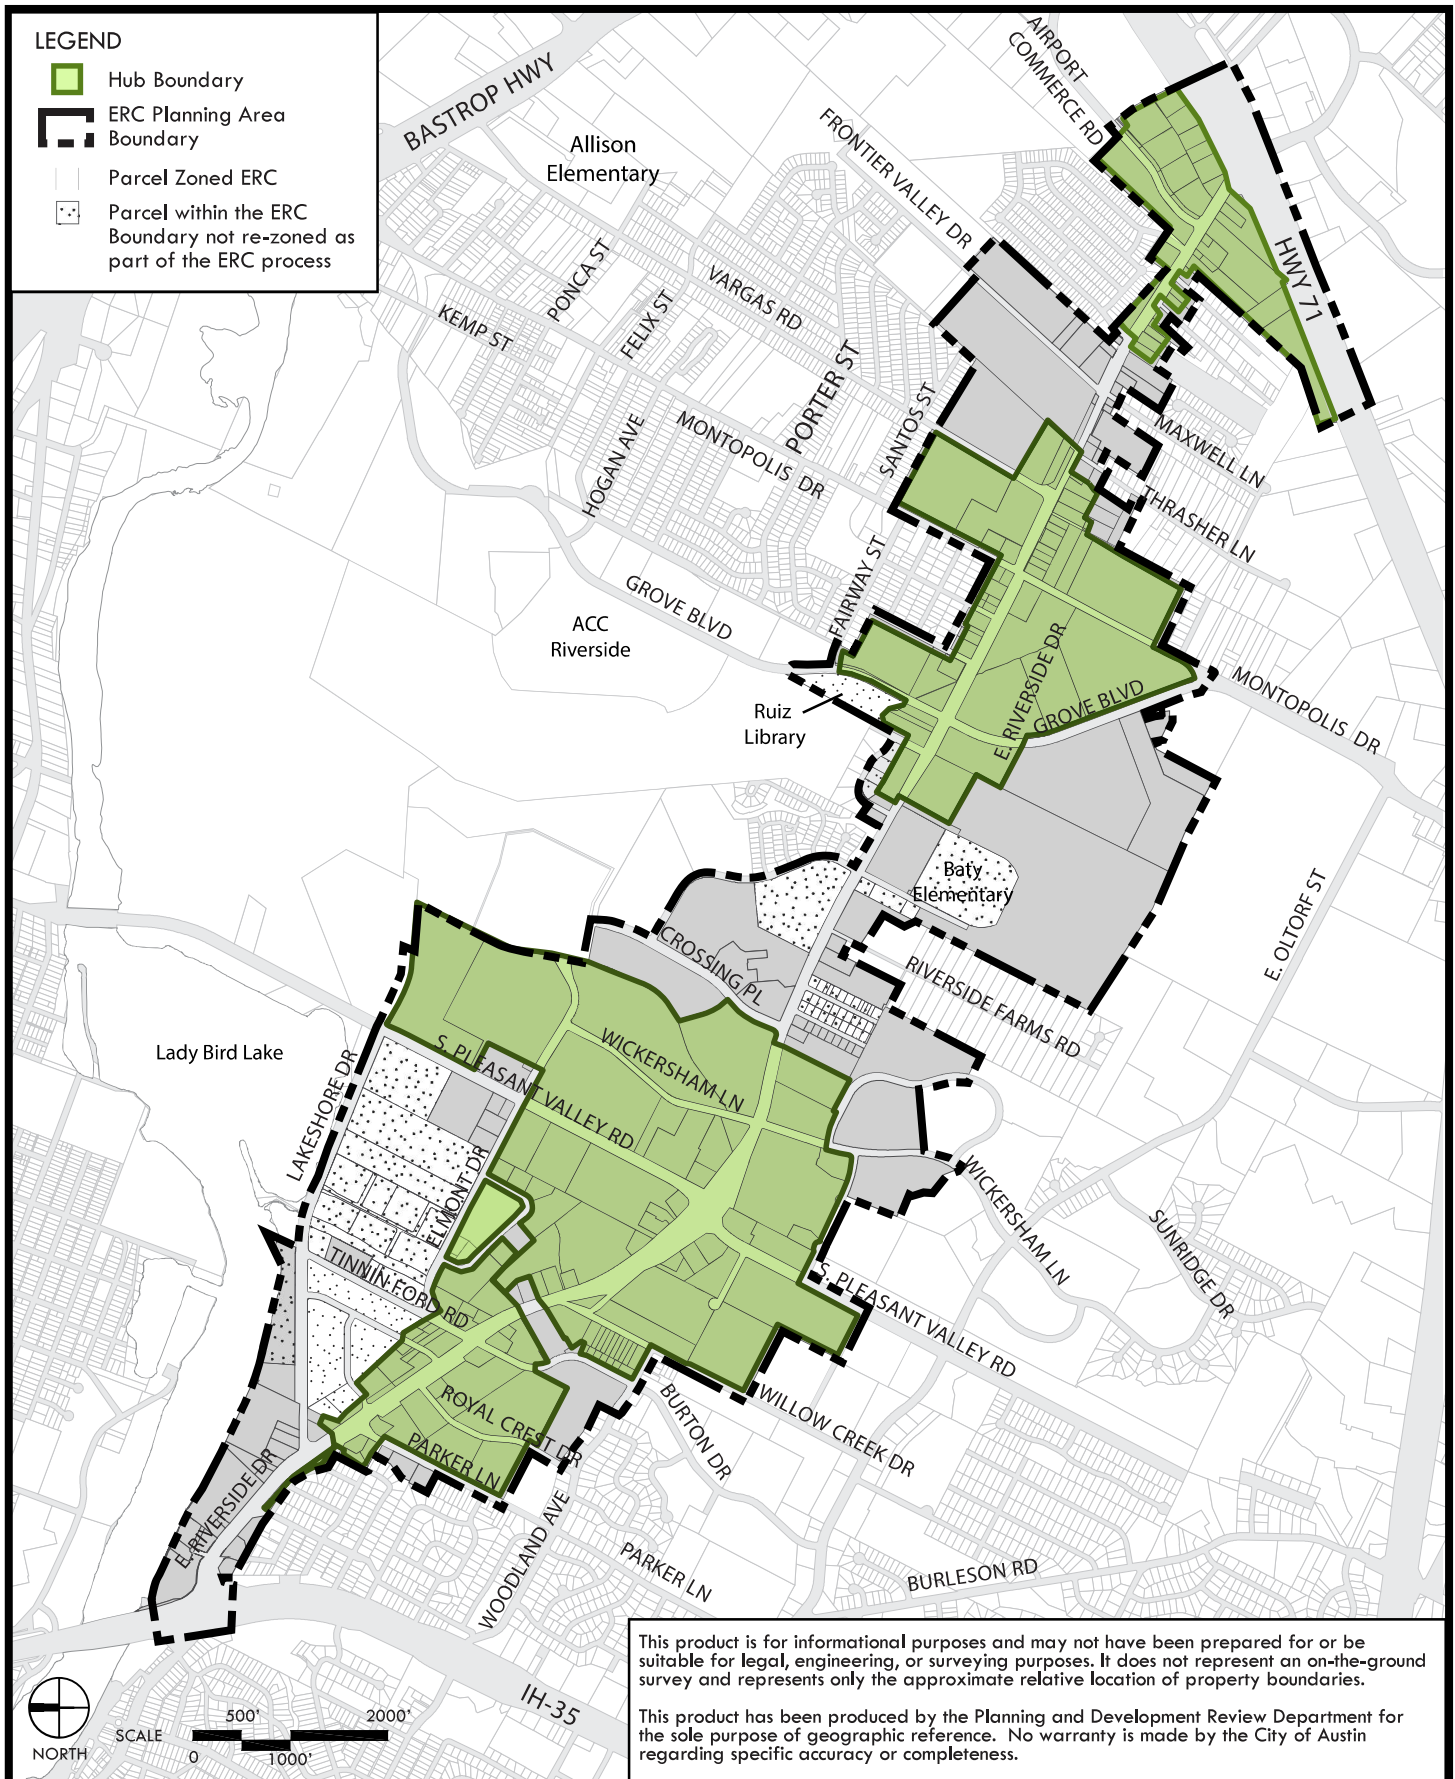 LEGEND
Hub Boundary
ERC Planning Area
Boundary
Parcel Zoned ERC
Parcel within the ERC
Boundary not re-zoned as
part of the ERC process
BASTROP HWY
AIRPORT
COMMERCE RD
Allison
Elementary
FRONTIER VALLEY DR
HWY 71
PONCA ST
VARGAS RD
FELIX ST
KEMP ST
PORTER ST
SANTOS ST
MONTOPOLIS DR
HOGAN AVE
MAXWELL LN
THRASHER LN
FAIRWAY ST
GROVE BLVD
ACC
Riverside
E. RIVERSIDE DR
GROVE BLVD
MONTOPOLIS DR
Ruiz
Library
Baty
Elementary
E. OLTORF ST
CROSSING PL
RIVERSIDE FARMS RD
Lady Bird Lake
LAKESHORE DR
S. PLEASANT VALLEY RD
WICKERSHAM LN
ELMONT DR
WICKERSHAM LN
SUNRIDGE DR
TINNIN FORD RD
S. PLEASANT VALLEY RD
ROYAL CREST DR
PARKER LN
BURTON DR
WILLOW CREEK DR
E. RIVERSIDE DR
WOODLAND AVE
PARKER LN
BURLESON RD
IH-35
NORTH
SCALE
500'
2000'
0
1000'
This product is for informational purposes and may not have been prepared for or be
suitable for legal, engineering, or surveying purposes. It does not represent an on-the-ground
survey and represents only the approximate relative location of property boundaries.
This product has been produced by the Planning and Development Review Department for
the sole purpose of geographic reference.  No warranty is made by the City of Austin
regarding specific accuracy or completeness.